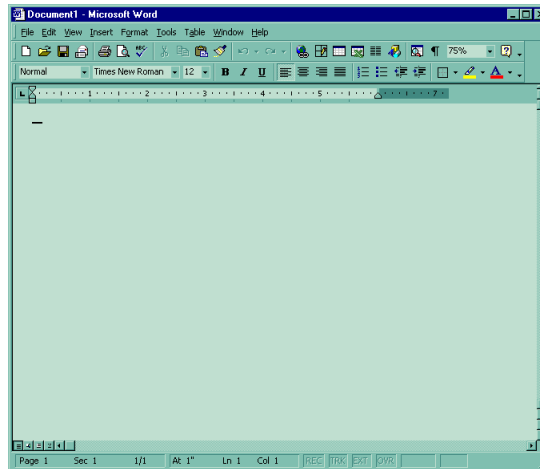 Document1 - Microsoft Word
File Edit View Insert Format Tools Table Window Help
75%
Normal Times New Roman 12 B I U A
1 2 3 4 5 7
Page 1 Sec 1 1/1 At 1" Ln 1 Col 1 REC TRK EXT OVR